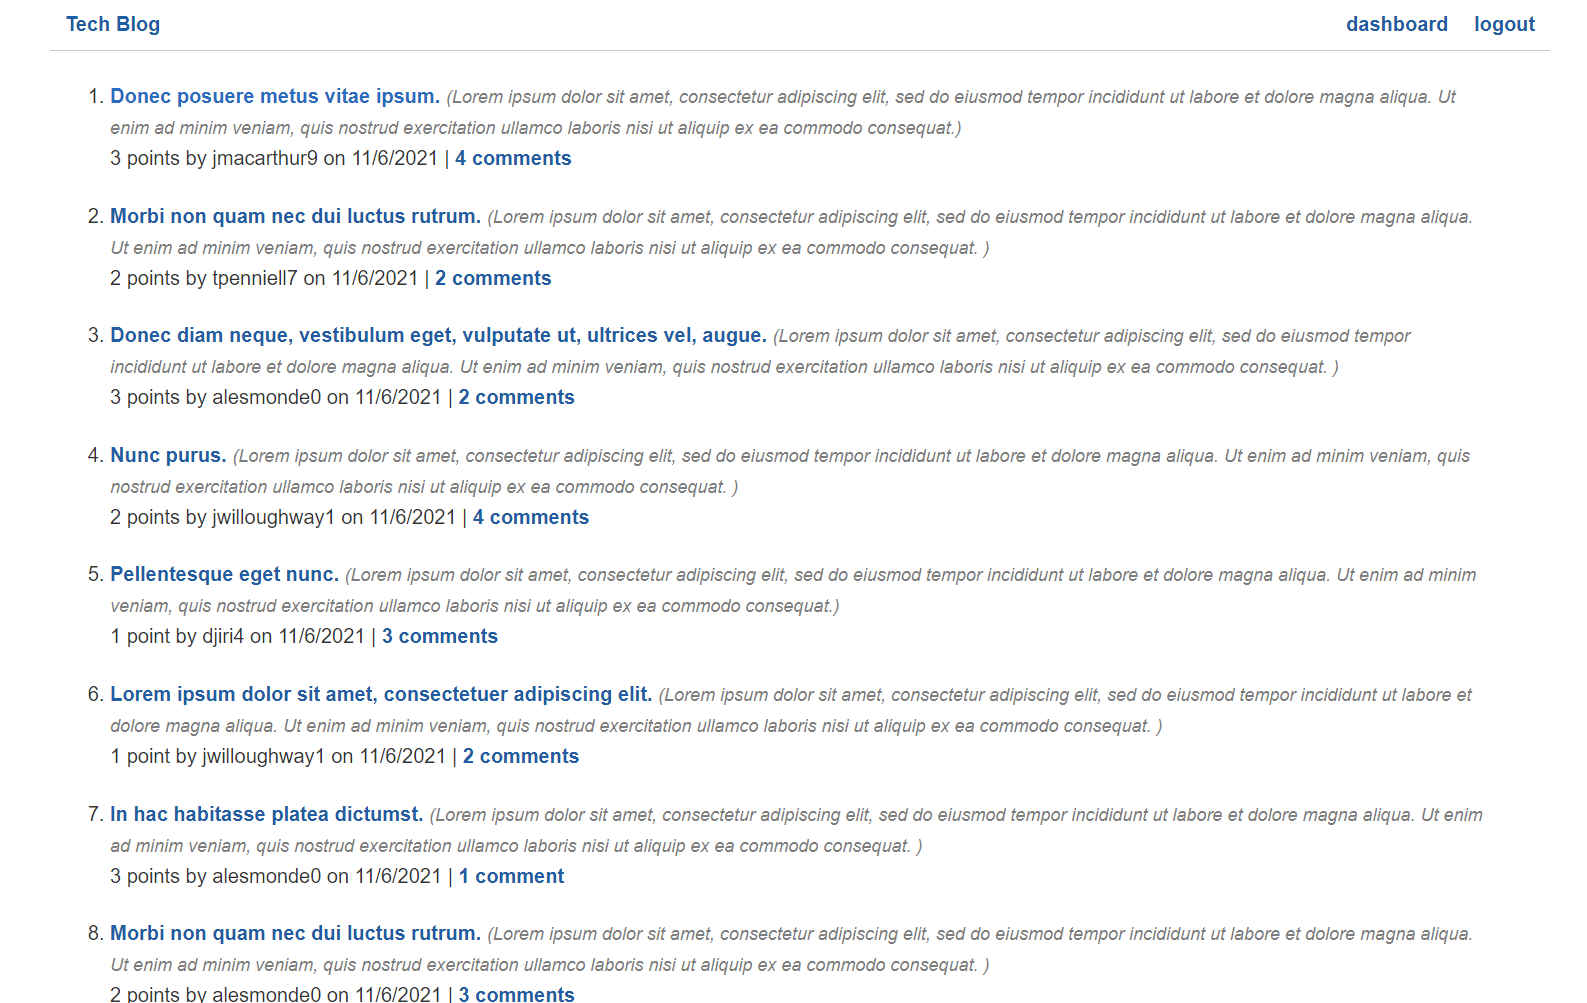 Tech Blog dashboard logout
1. Donec posuere metus vitae ipsum. (Lorem ipsum dolor sit amet, consectetur adipiscing elit, sed do eiusmod tempor incididunt ut labore et dolore magna aliqua. Ut
enim ad minim veniam, quis nostrud exercitation ullamco laboris nisi ut aliquip ex ea commodo consequat.)
3 points by jmacarthur9 on 11/6/2021 | 4 comments
2. Morbi non quam nec dui luctus rutrum. (Lorem ipsum dolor sit amet, consectetur adipiscing elit, sed do eiusmod tempor incididunt ut labore et dolore magna aliqua.
Ut enim ad minim veniam, quis nostrud exercitation ullamco laboris nisi ut aliquip ex ea commodo consequat. )
2 points by tpenniell7 on 11/6/2021 | 2 comments
3. Donec diam neque, vestibulum eget, vulputate ut, ultrices vel, augue. (Lorem ipsum dolor sit amet, consectetur adipiscing elit, sed do eiusmod tempor
incididunt ut labore et dolore magna aliqua. Ut enim ad minim veniam, quis nostrud exercitation ullamco laboris nisi ut aliquip ex ea commodo consequat. )
3 points by alesmonde0 on 11/6/2021 | 2 comments
4. Nunc purus. (Lorem ipsum dolor sit amet, consectetur adipiscing elit, sed do eiusmod tempor incididunt ut labore et dolore magna aliqua. Ut enim ad minim veniam, quis
nostrud exercitation ullamco laboris nisi ut aliquip ex ea commodo consequat. )
2 points by jwilloughway1 on 11/6/2021 | 4 comments
5. Pellentesque eget nunc. (Lorem ipsum dolor sit amet, consectetur adipiscing elit, sed do eiusmod tempor incididunt ut labore et dolore magna aliqua. Ut enim ad minim
veniam, quis nostrud exercitation ullamco laboris nisi ut aliquip ex ea commodo consequat.)
1 point by djiri4 on 11/6/2021 | 3 comments
6. Lorem ipsum dolor sit amet, consectetuer adipiscing elit. (Lorem ipsum dolor sit amet, consectetur adipiscing elit, sed do eiusmod tempor incididunt ut labore et
dolore magna aliqua. Ut enim ad minim veniam, quis nostrud exercitation ullamco laboris nisi ut aliquip ex ea commodo consequat. )
1 point by jwilloughway1 on 11/6/2021 | 2 comments
7. In hac habitasse platea dictumst. (Lorem ipsum dolor sit amet, consectetur adipiscing elit, sed do eiusmod tempor incididunt ut labore et dolore magna aliqua. Ut enim
ad minim veniam, quis nostrud exercitation ullamco laboris nisi ut aliquip ex ea commodo consequat. )
3 points by alesmonde0 on 11/6/2021 | 1 comment
8. Morbi non quam nec dui luctus rutrum. (Lorem ipsum dolor sit amet, consectetur adipiscing elit, sed do eiusmod tempor incididunt ut labore et dolore magna aliqua.
Ut enim ad minim veniam, quis nostrud exercitation ullamco laboris nisi ut aliquip ex ea commodo consequat. )
2 points by alesmonde0 on 11/6/2021 | 3 comments